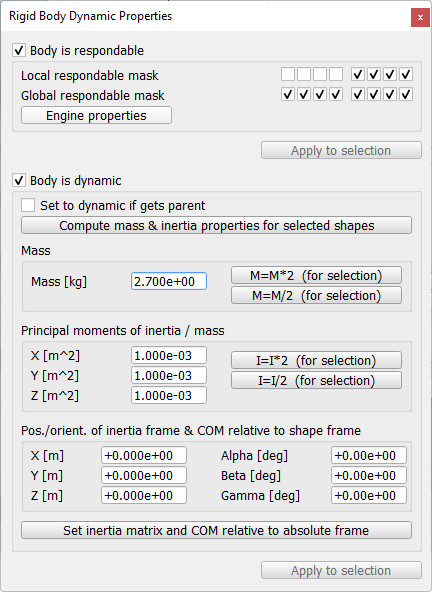 Rigid Body Dynamic Properties
Body is respondable
Local respondable mask
Global respondable mask
Engine properties
Apply to selection
Body is dynamic
Set to dynamic if gets parent
Compute mass & inertia properties for selected shapes
Mass
Mass [kg] 2.700e+00 M=M*2 (for selection)
M=M/2 (for selection)
Principal moments of inertia / mass
X [m^2] 1.000e-03 I=I*2 (for selection)
Y [m^2] 1.000e-03 I=I/2 (for selection)
Z [m^2] 1.000e-03
Pos./orient. of inertia frame & COM relative to shape frame
X [m] +0.000e+00 Alpha [deg] +0.00e+00
Y [m] +0.000e+00 Beta [deg] +0.00e+00
Z [m] +0.000e+00 Gamma [deg] +0.00e+00
Set inertia matrix and COM relative to absolute frame
Apply to selection